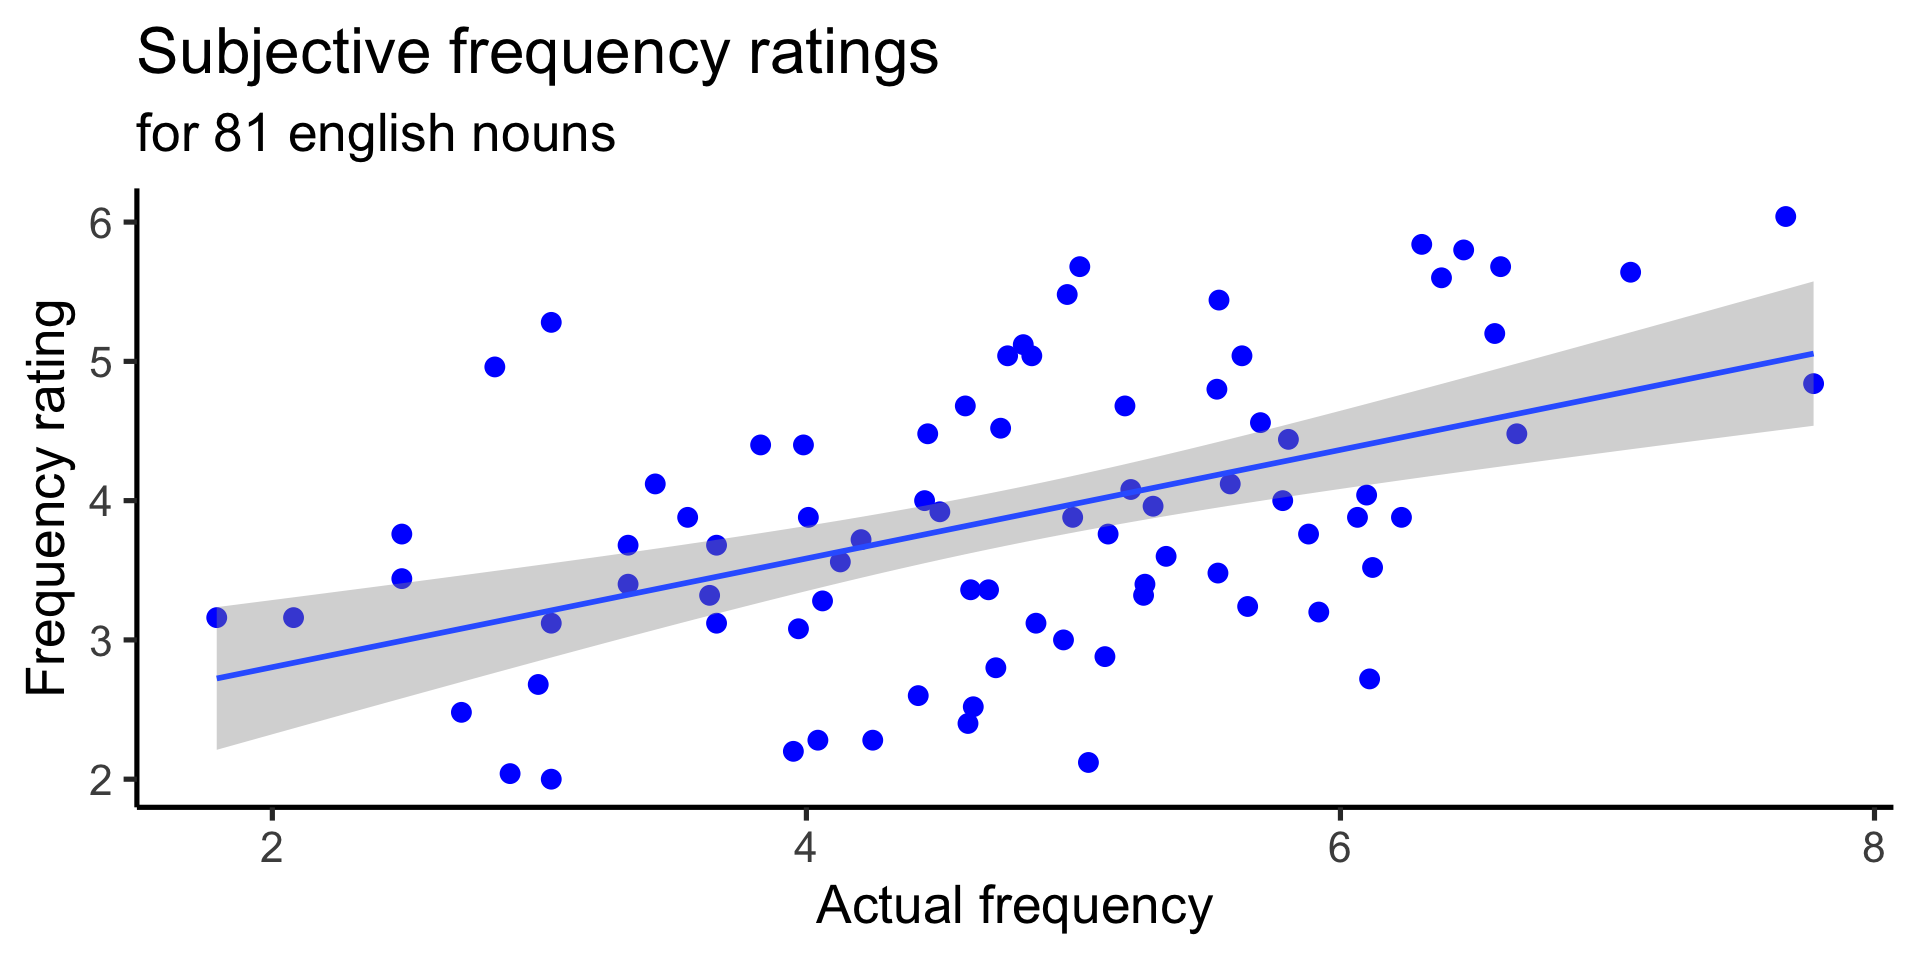 Subjective frequency ratings
for 81 english nouns
Frequency rating
6
5
4
3
2
2 4 6 8
Actual frequency